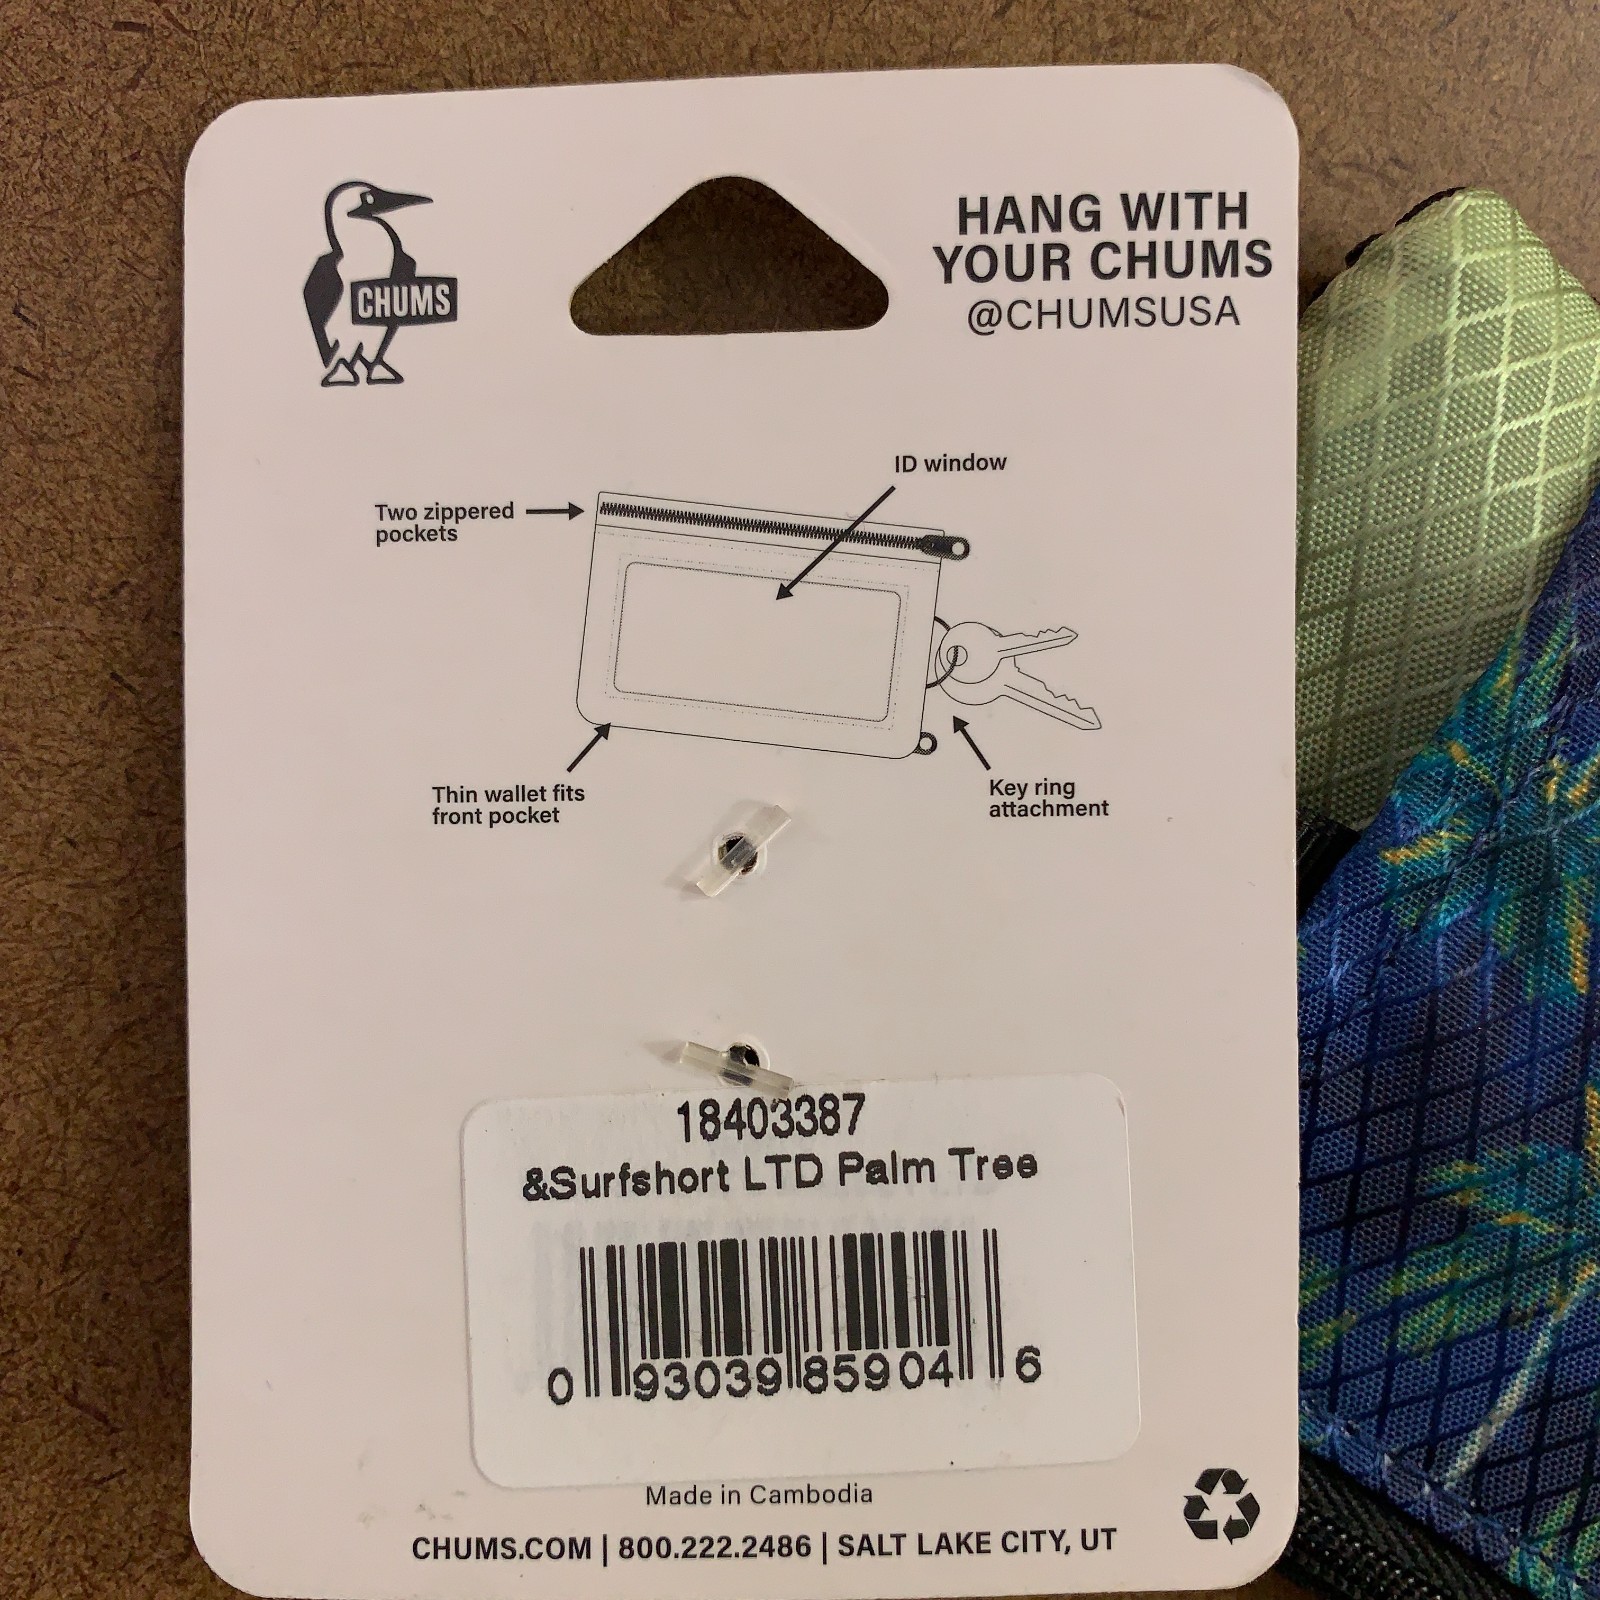 CHUMS
HANG WITH
YOUR CHUMS
@CHUMSUSA
ID window
Two zippered
pockets
Thin wallet fits
front pocket
Key ring
attachment
18403387
&Surfshort LTD Palm Tree
0 93039 85904 6
Made in Cambodia
CHUMS.COM | 800.222.2486 | SALT LAKE CITY, UT